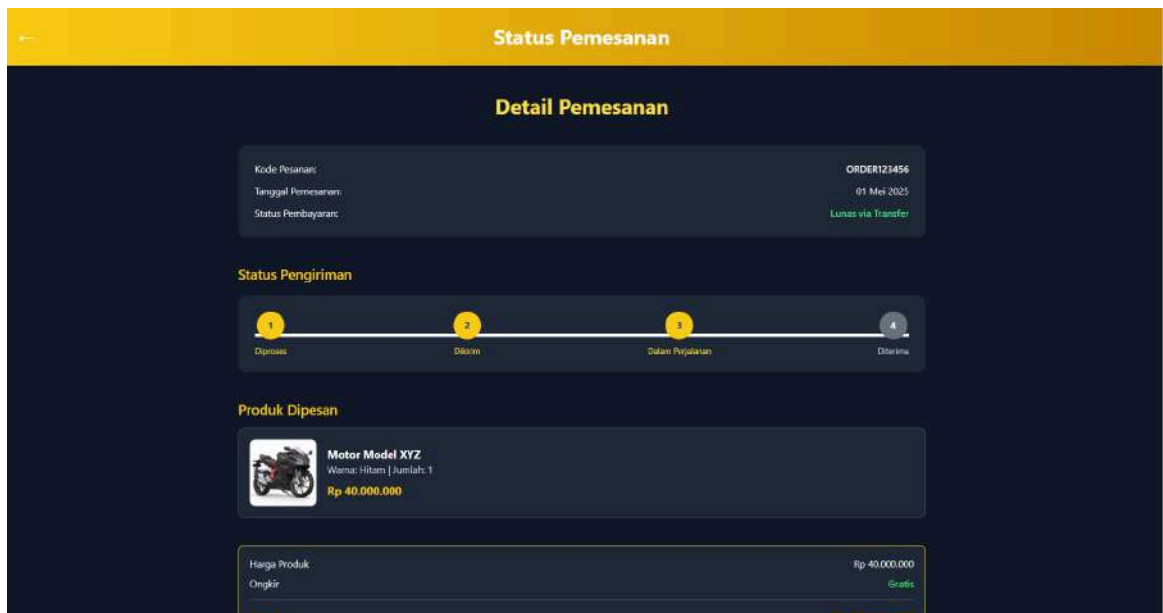 ←
Status Pemesanan
Detail Pemesanan
Kode Pesanan: ORDER123456
Tanggal Pemesanan: 01 Mei 2025
Status Pembayaran: Lunas via Transfer
Status Pengiriman
1 2 3 4
Diproses Dikirim Dalam Perjalanan Diterima
Produk Dipesan
Motor Model XYZ
Warna: Hitam | Jumlah: 1
Rp 40.000.000
Harga Produk Rp 40.000.000
Ongkir Gratis